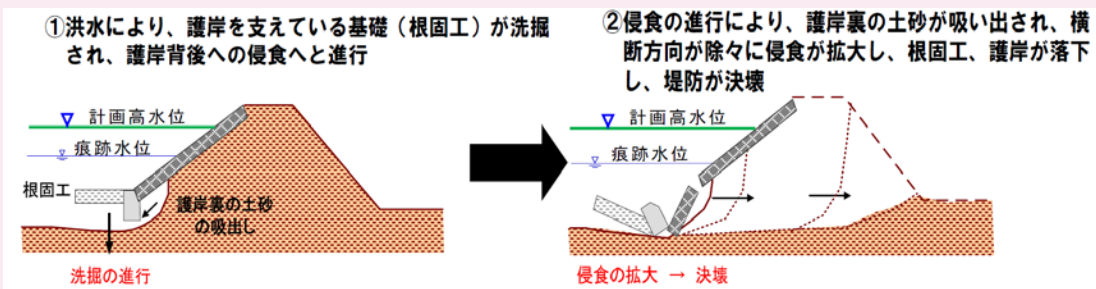 ①洪水により、護岸を支えている基礎（根固工）が洗掘
され、護岸背後への侵食へと進行
計画高水位
痕跡水位
根固工
護岸裏の土砂
の吸出し
洗掘の進行
②侵食の進行により、護岸裏の土砂が吸い出され、横
断方向が除々に侵食が拡大し、根固工、護岸が落下
し、堤防が決壊
計画高水位
痕跡水位
侵食の拡大 → 決壊